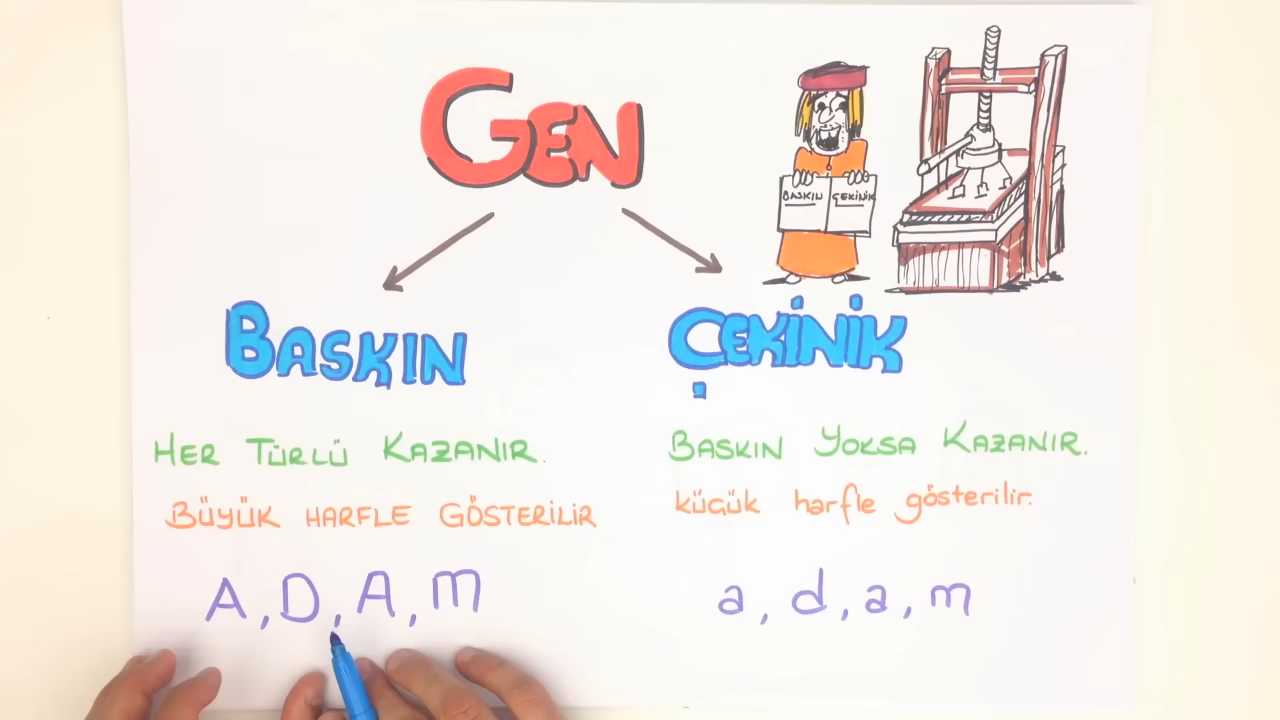 GEN
BASKIN ÇEKİNİK
BASKIN
ÇEKİNİK
HER TÜRLÜ KAZANIR.
BÜYÜK HARFLE GÖSTERİLİR
A, D, A, M
BASKIN YOKSA KAZANIR.
küçük harfle gösterilir.
a, d, a, m